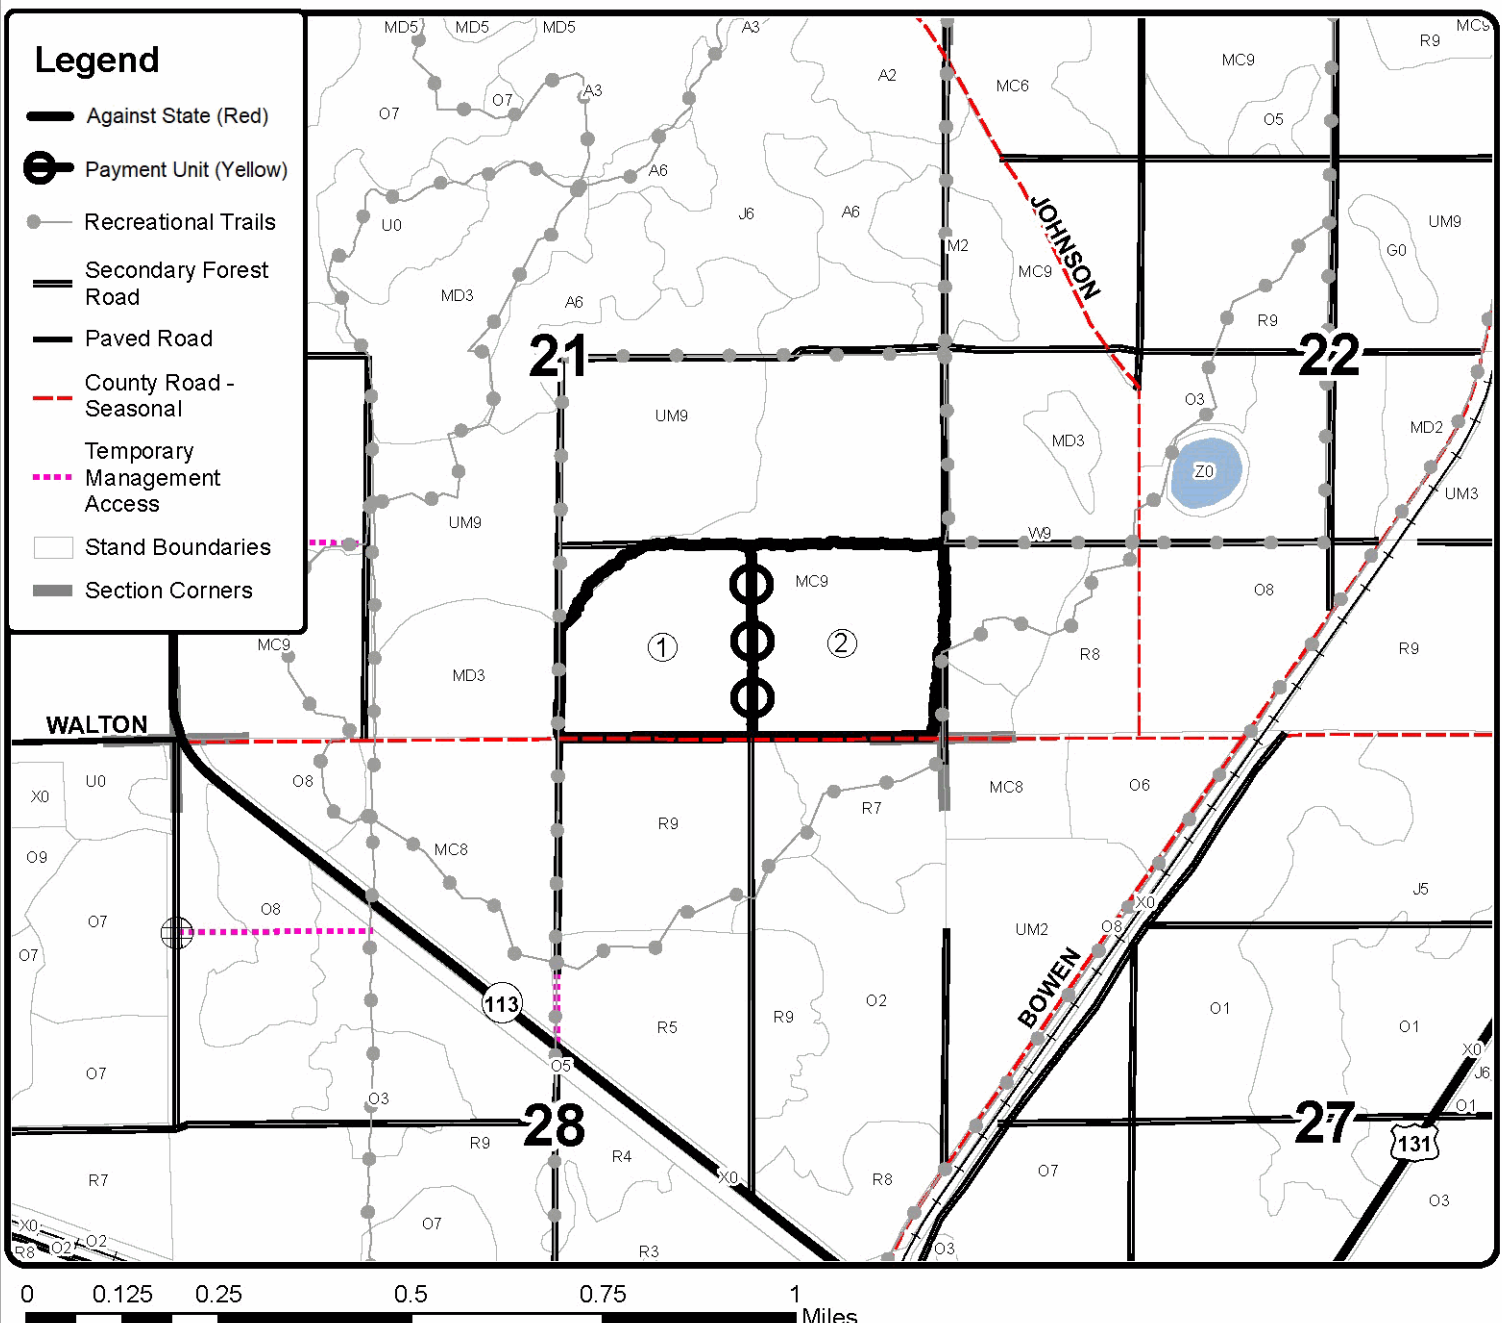 Legend
Against State (Red)
Payment Unit (Yellow)
Recreational Trails
Secondary Forest
Road
Paved Road
County Road -
Seasonal
Temporary
Management
Access
Stand Boundaries
Section Corners
MD5
MD5
MD5
A3
A2
MC9
R9
MC9
MC6
O7
O7
A3
O5
A6
J6
A6
U0
M2
JOHNSON
MC9
UM9
G0
MD3
A6
R9
21
22
UM9
O3
MD3
MD2
Z0
UM3
UM9
W9
MC9
O8
1
2
MC9
MD3
R8
R9
WALTON
U0
X0
O8
MC8
O6
R9
R7
O9
MC8
J5
O7
O8
X0
O8
UM2
O7
BOWEN
113
O2
R5
R9
O1
O1
X0
J6
O7
O5
O3
O1
28
27
131
R9
R4
R7
X0
R8
O7
O3
O7
X0
O2
O2
R8
R3
O3
0
0.125
0.25
0.5
0.75
1
Miles